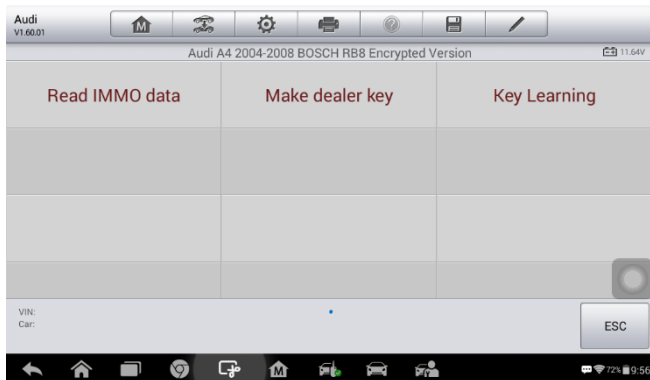 Audi
V1.60.01
Audi A4 2004-2008 BOSCH RB8 Encrypted Version
11.64V
Read IMMO data
Make dealer key
Key Learning
VIN:
Car:
ESC
72%
9:56